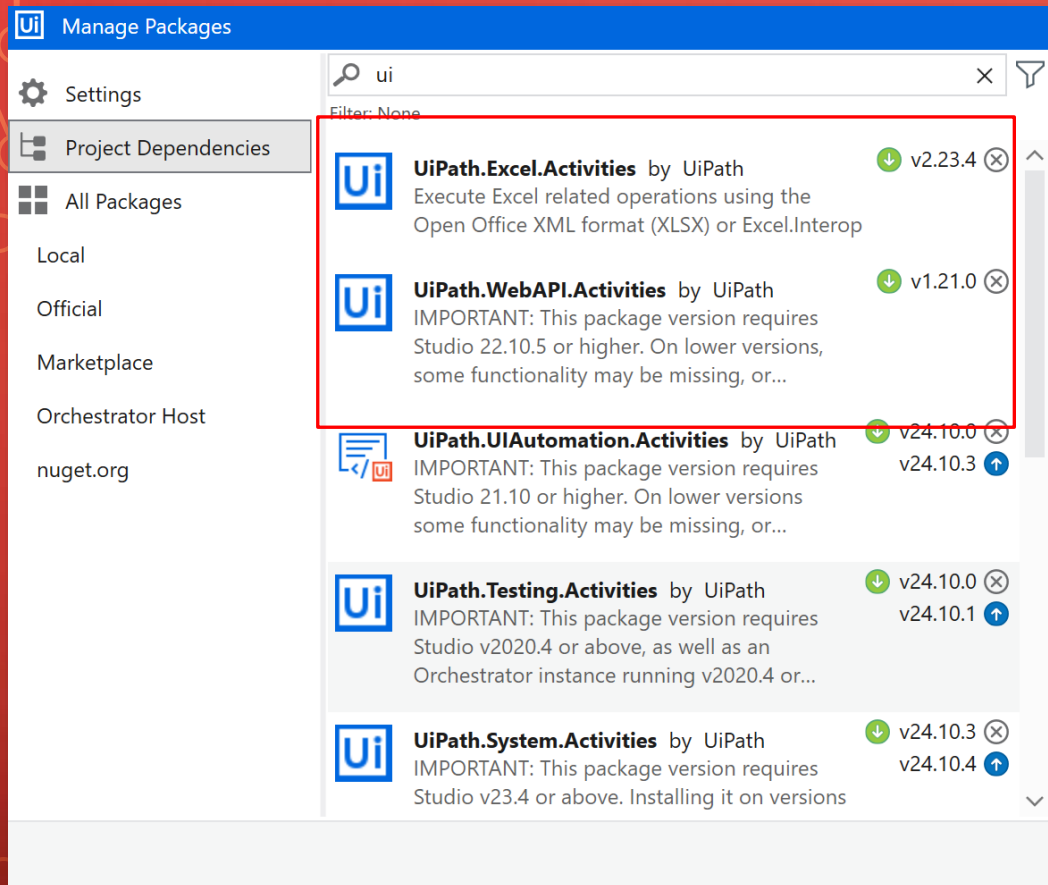 Ui Manage Packages
Settings
Project Dependencies
All Packages
Local
Official
Marketplace
Orchestrator Host
nuget.org
ui
Filter: None
Ui UiPath.Excel.Activities by UiPath v2.23.4
Execute Excel related operations using the
Open Office XML format (XLSX) or Excel.Interop
Ui UiPath.WebAPI.Activities by UiPath v1.21.0
IMPORTANT: This package version requires
Studio 22.10.5 or higher. On lower versions,
some functionality may be missing, or...
UiPath.UIAutomation.Activities by UiPath v24.10.0
Ui IMPORTANT: This package version requires v24.10.3
Studio 21.10 or higher. On lower versions
some functionality may be missing, or...
Ui UiPath.Testing.Activities by UiPath v24.10.0
IMPORTANT: This package version requires v24.10.1
Studio v2020.4 or above, as well as an
Orchestrator instance running v2020.4 or...
Ui UiPath.System.Activities by UiPath v24.10.3
IMPORTANT: This package version requires v24.10.4
Studio v23.4 or above. Installing it on versions